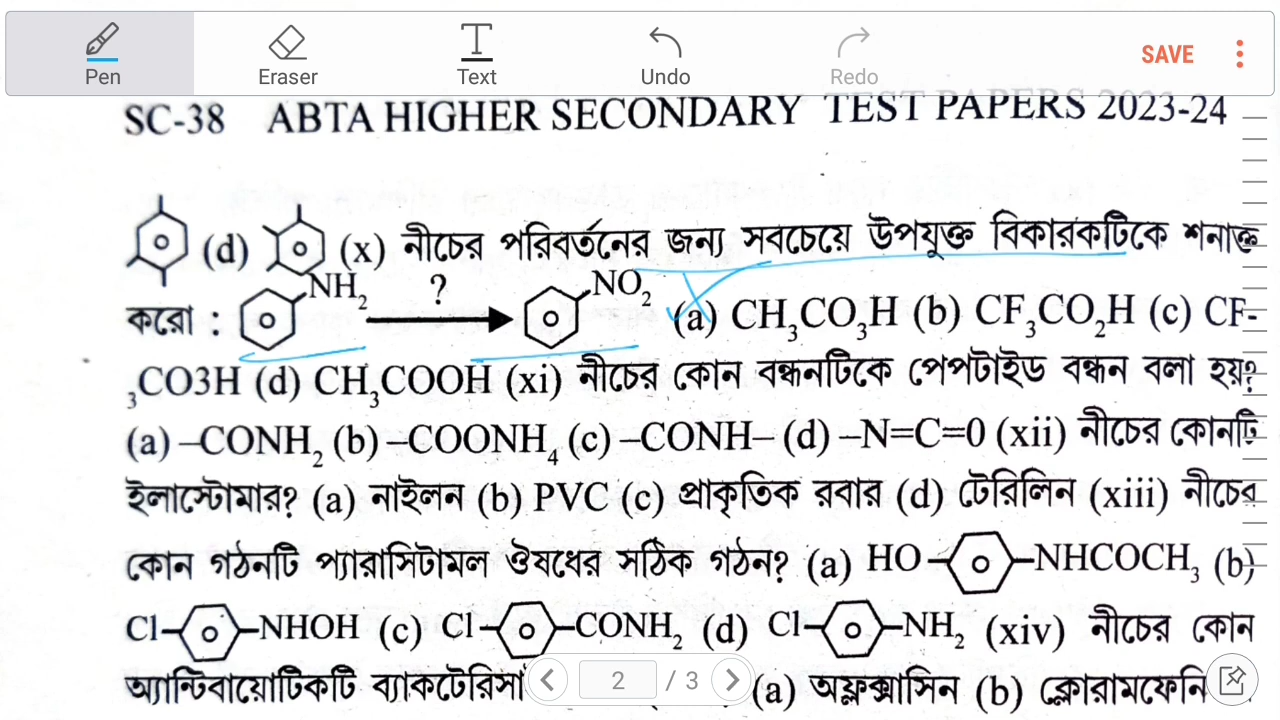 Pen Eraser Text Undo Redo SAVE
SC-38 ABTA HIGHER SECONDARY TEST PAPERS 2023-24
(d) (x) নীচের পরিবর্তনের জন্য সবচেয়ে উপযুক্ত বিকারকটিকে শনাক্ত
করো : NH₂ ? NO₂ (a) CH₃CO₃H (b) CF₃CO₂H (c) CF-
₃CO3H (d) CH₃COOH (xi) নীচের কোন বন্ধনটিকে পেপটাইড বন্ধন বলা হয়?
(a) –CONH₂ (b) –COONH₄ (c) –CONH– (d) –N=C=0 (xii) নীচের কোনটি
ইলাস্টোমার? (a) নাইলন (b) PVC (c) প্রাকৃতিক রবার (d) টেরিলিন (xiii) নীচের
কোন গঠনটি প্যারাসিটামল ঔষধের সঠিক গঠন? (a) HO NHCOCH₃ (b)
Cl NHOH (c) Cl CONH₂ (d) Cl NH₂ (xiv) নীচের কোন
অ্যান্টিবায়োটিকটি (a) অফ্লক্সাসিন (b)
2 / 3